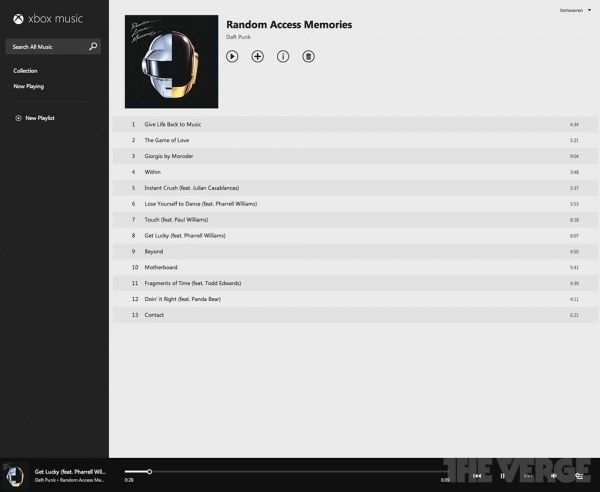 xbox music
tomwarren
Search All Music
Collection
Now Playing
New Playlist
Random Access Memories
Daft Punk
1 Give Life Back to Music 4:34
2 The Game of Love 5:21
3 Giorgio by Moroder 9:04
4 Within 3:48
5 Instant Crush (feat. Julian Casablancas) 5:37
6 Lose Yourself to Dance (feat. Pharrell Williams) 5:53
7 Touch (feat. Paul Williams) 8:18
8 Get Lucky (feat. Pharrell Williams) 6:07
9 Beyond 4:50
10 Motherboard 5:41
11 Fragments of Time (feat. Todd Edwards) 4:39
12 Doin' it Right (feat. Panda Bear) 4:11
13 Contact 6:21
Get Lucky (feat. Pharrell Wil...
Daft Punk • Random Access Me...
0:28
6:09
THE VERGE